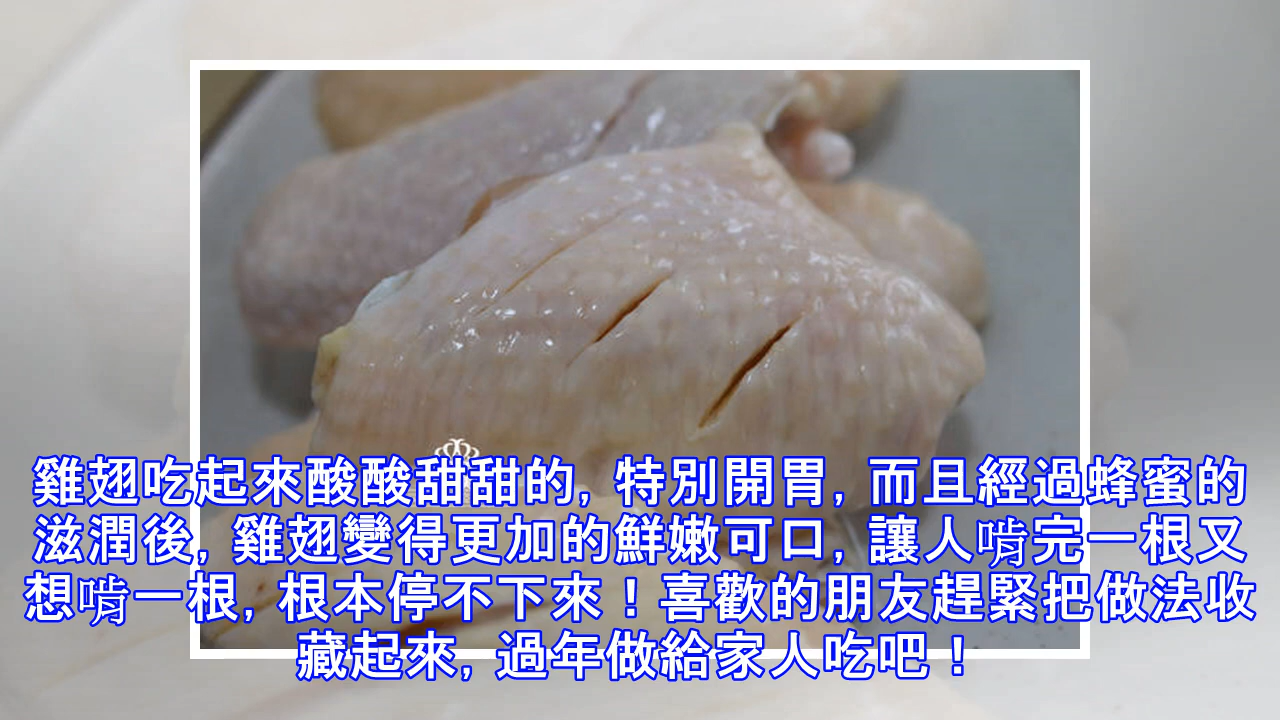 雞翅吃起來酸酸甜甜的, 特別開胃, 而且經過蜂蜜的
滋潤後, 雞翅變得更加的鮮嫩可口, 讓人啃完一根又
想啃一根, 根本停不下來！喜歡的朋友趕緊把做法收
藏起來, 過年做給家人吃吧！